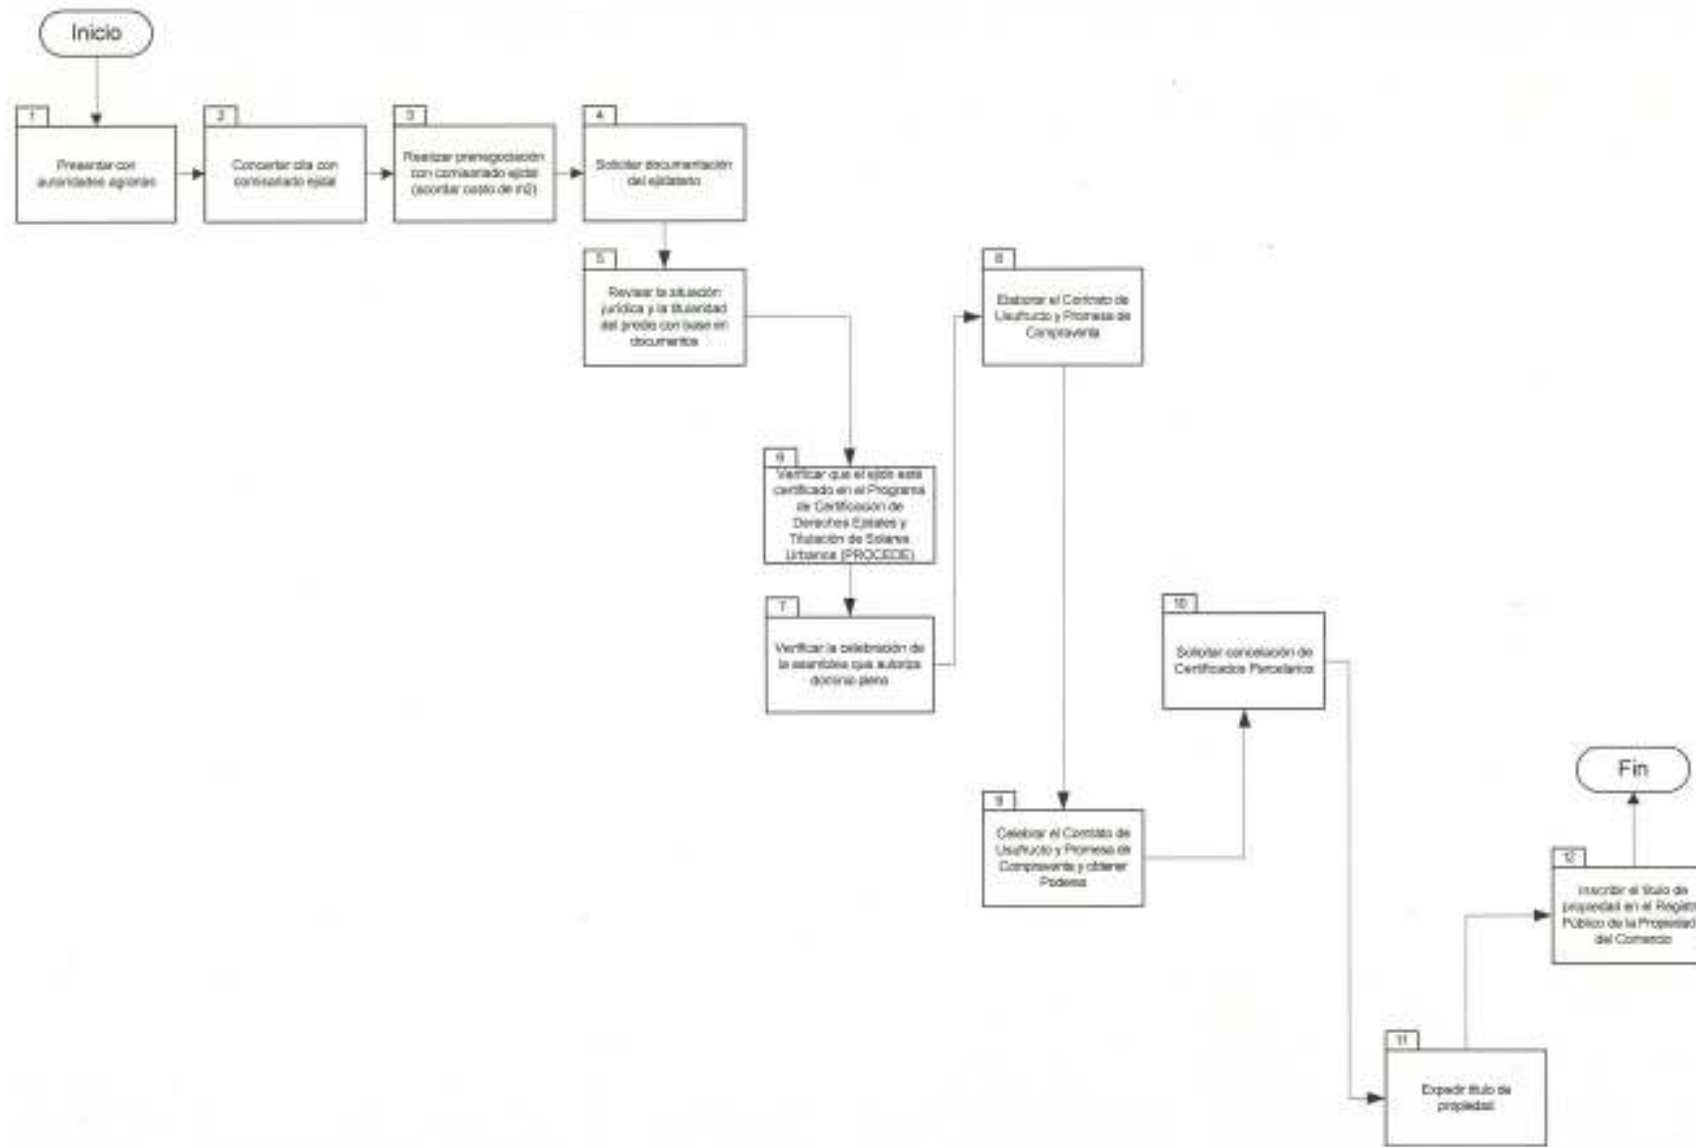 Inicio
1
Presentar con
autoridades agrarias
2
Concertar cita con
comisariado ejidal
3
Realizar prenegociación
con comisariado ejidal
(acordar costo de m2)
4
Solicitar documentación
del ejidatario
5
Revisar la situación
jurídica y la titularidad
del predio con base en
documentos
6
Verificar que el ejido esté
certificado en el Programa
de Certificación de
Derechos Ejidales y
Titulación de Solares
Urbanos (PROCEDE)
7
Verificar la celebración de
la asamblea que autoriza
dominio pleno
8
Elaborar el Contrato de
Usufructo y Promesa de
Compraventa
9
Celebrar el Contrato de
Usufructo y Promesa de
Compraventa y obtener
Poderes
10
Solicitar cancelación de
Certificados Parcelarios
11
Expedir título de
propiedad
12
Inscribir el título de
propiedad en el Registr
Público de la Propiedad
del Comercio
Fin